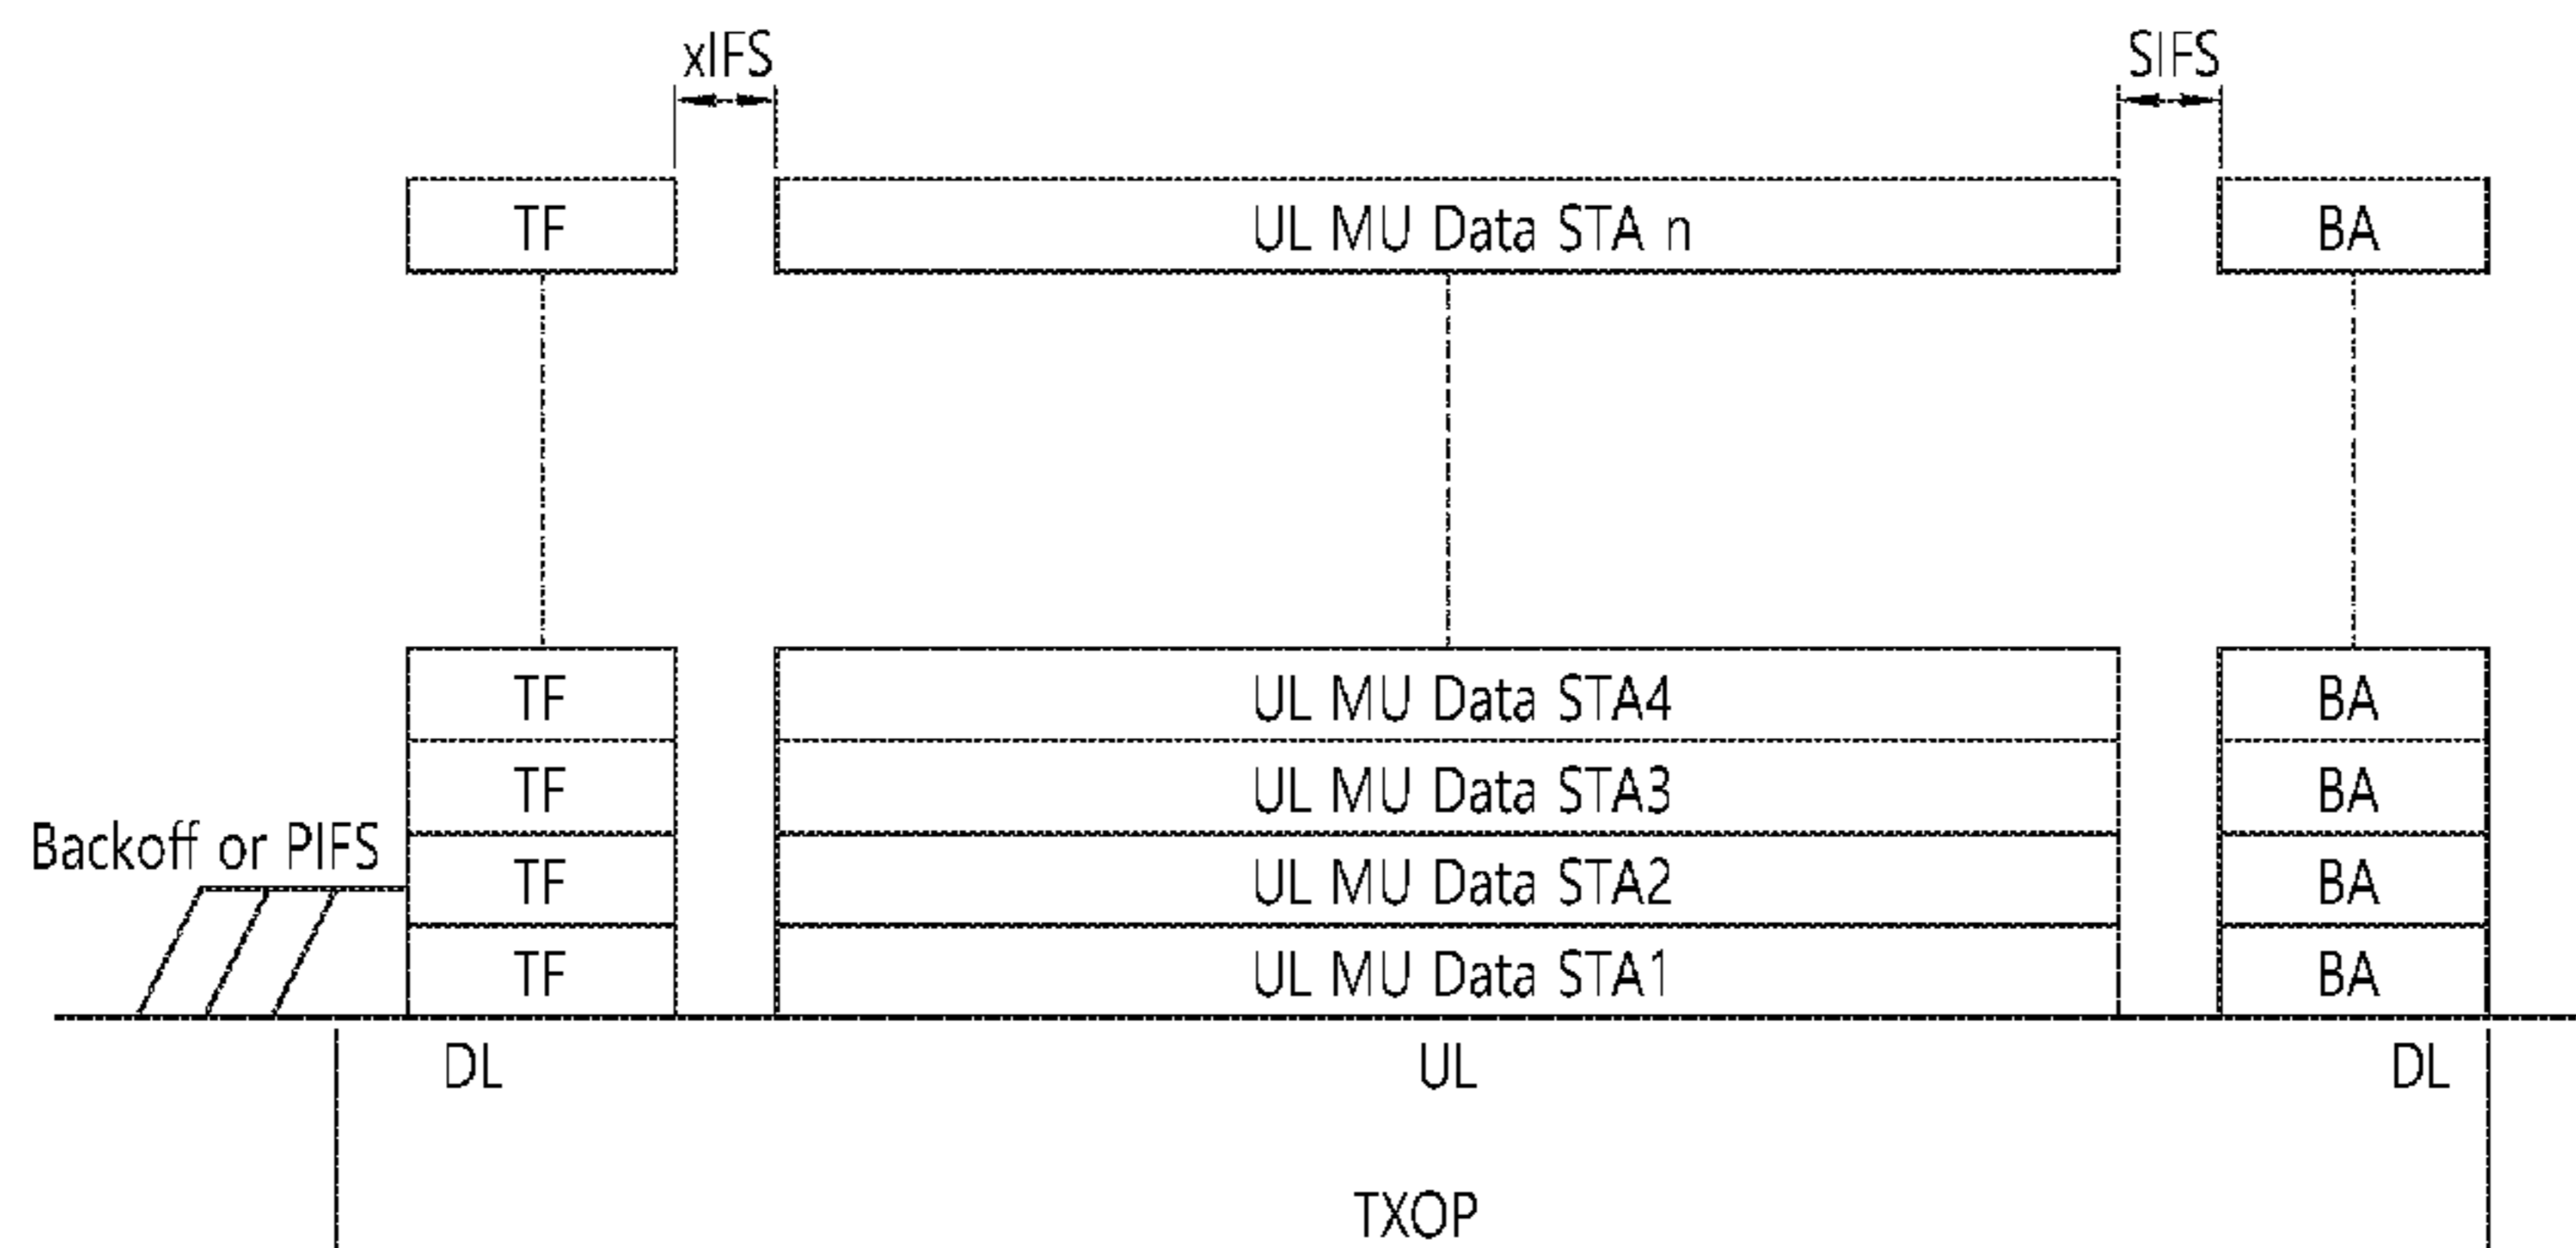 xIFS SIFS
TF UL MU Data STA n BA
TF UL MU Data STA4 BA
TF UL MU Data STA3 BA
Backoff or PIFS
TF UL MU Data STA2 BA
TF UL MU Data STA1 BA
DL UL DL
TXOP